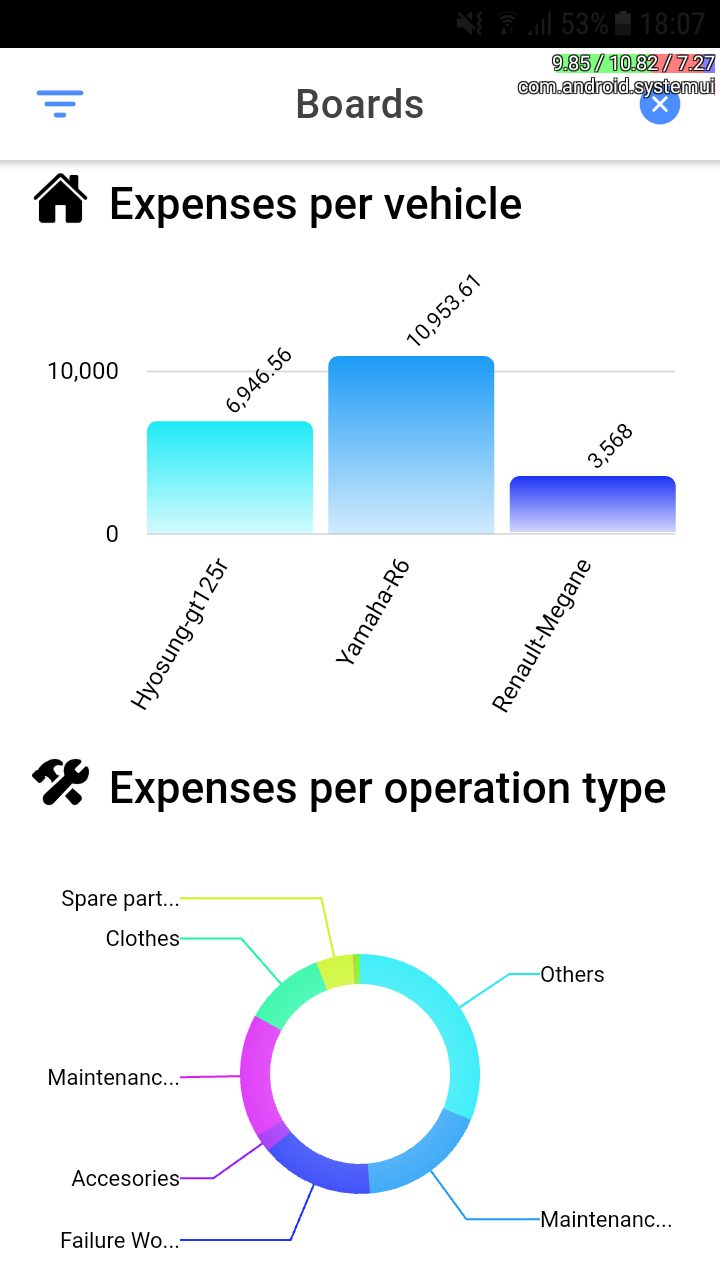 53% 18:07
9.85 / 10.82 / 7.27
com.android.systemui
Boards
Expenses per vehicle
10,953.61
6,946.56
10,000
3,568
0
Hyosung-gt125r
Yamaha-R6
Renault-Megane
Expenses per operation type
Spare part...
Clothes
Others
Maintenanc...
Accesories
Maintenanc...
Failure Wo...